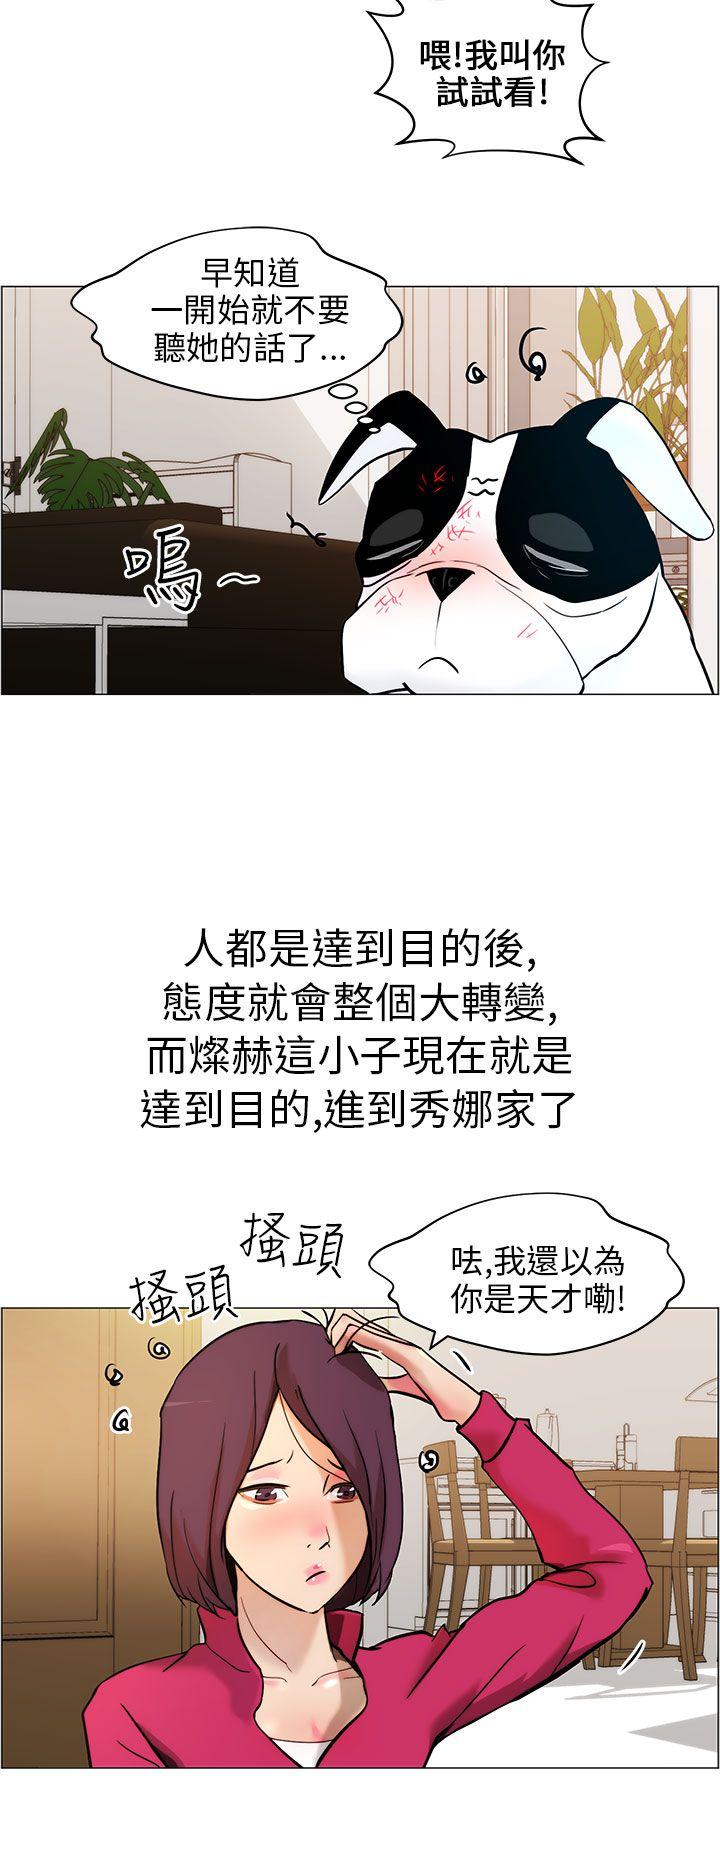 喂!我叫你
試試看!
早知道
一開始就不要
聽她的話了...
嗚~
人都是達到目的後,
態度就會整個大轉變,
而燦赫這小子現在就是
達到目的,進到秀娜家了
搔頭
搔頭
呿,我還以為
你是天才嘞!